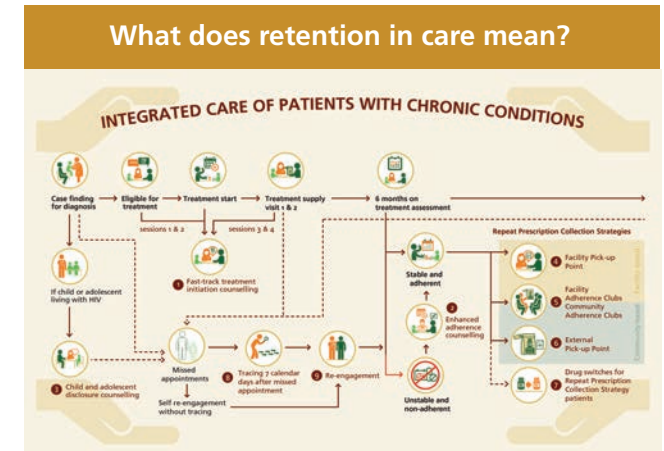 What does retention in care mean?
INTEGRATED CARE OF PATIENTS WITH CHRONIC CONDITIONS
Case finding
for diagnosis
Eligible for
treatment
Treatment start
Treatment supply
visit 1 & 2
6 months on
treatment assessment
sessions 1 & 2
sessions 3 & 4
1 Fast-track treatment
initiation counselling
If child or adolescent
living with HIV
3 Child and adolescent
disclosure counselling
Missed
appointments
Self re-engagement
without tracing
8 Tracing 7 calendar
days after missed
appointment
9 Re-engagement
Stable and
adherent
2 Enhanced
adherence
counselling
Unstable and
non-adherent
Repeat Prescription Collection Strategies
4 Facility Pick-up
Point
5 Facility
Adherence Clubs
Community
Adherence Clubs
6 External
Pick-up Point
7 Drug switches for
Repeat Prescription
Collection Strategy
patients